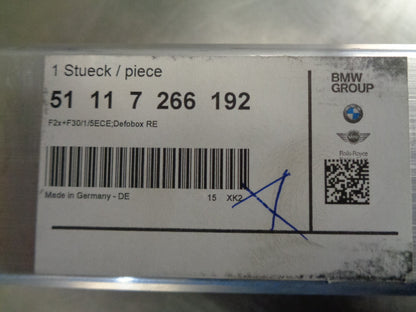 1 Stueck / piece
51 11 7 266 192
F2x+F30/1/5ECE;Defobox RE
Made in Germany - DE 15 XK2
BMW
GROUP
Rolls-Royce